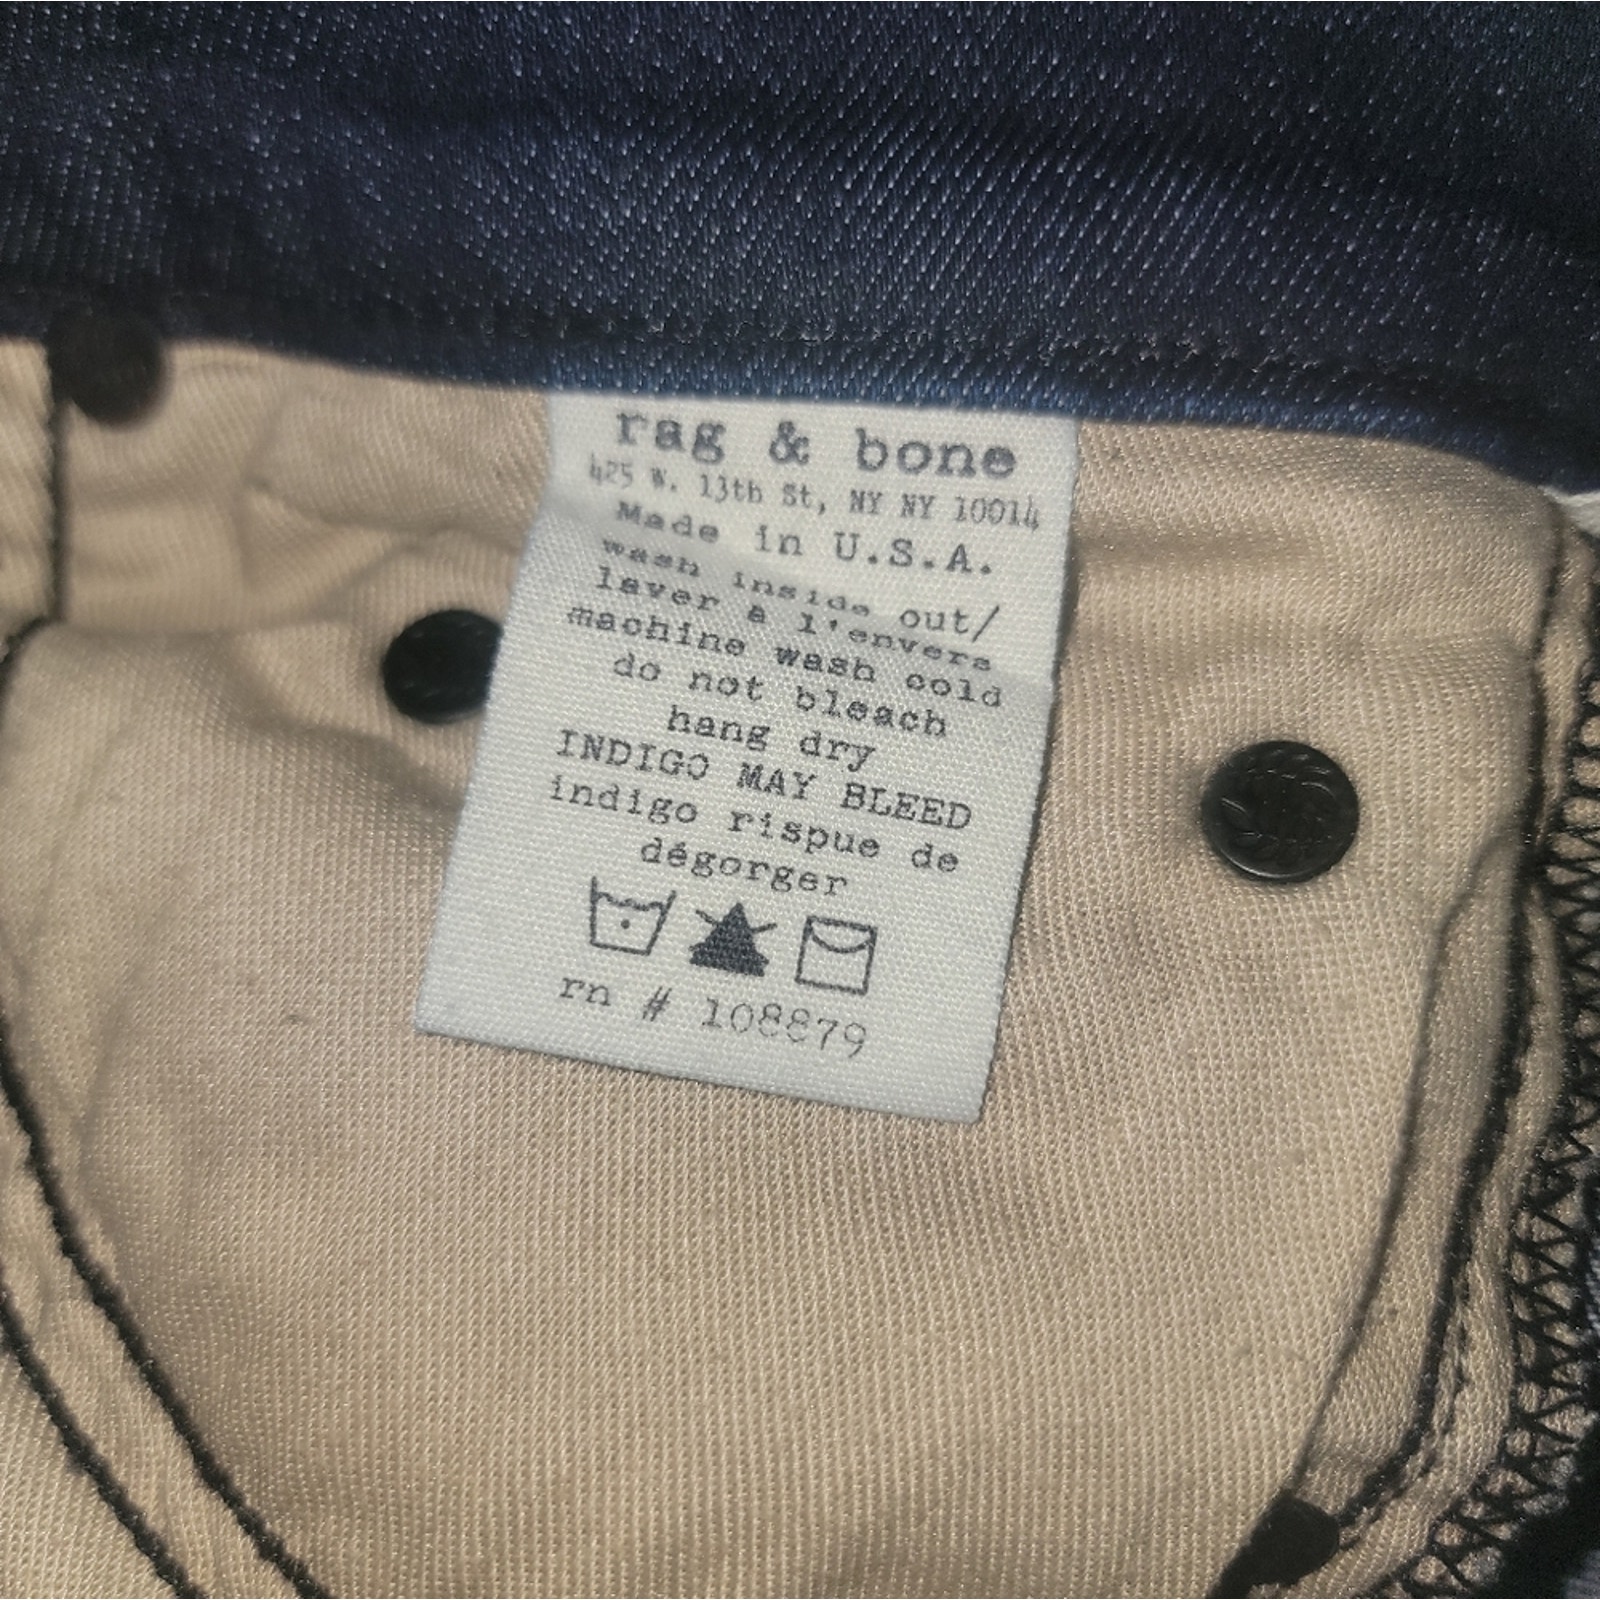 rag & bone
425 W. 13th St, NY NY 10014
Made in U.S.A.
wash inside out/
laver à l'envers
machine wash cold
do not bleach
hang dry
INDIGO MAY BLEED
indigo rispue de
dégorger
rn # 108879